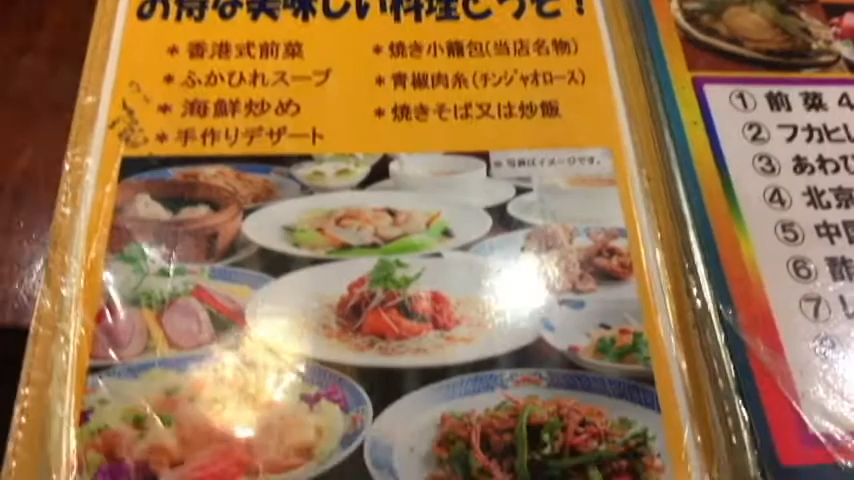 お得な美味しい料理どうぞ！
＊香港式前菜
＊ふかひれスープ
＊海鮮炒め
＊手作りデザート
＊焼き小籠包(当店名物)
＊青椒肉糸(チンジャオロース)
＊焼きそば又は炒飯
※写真はイメージです。
①前菜4
②フカヒレ
③あわび
④北京
⑤中国
⑥酢
⑦